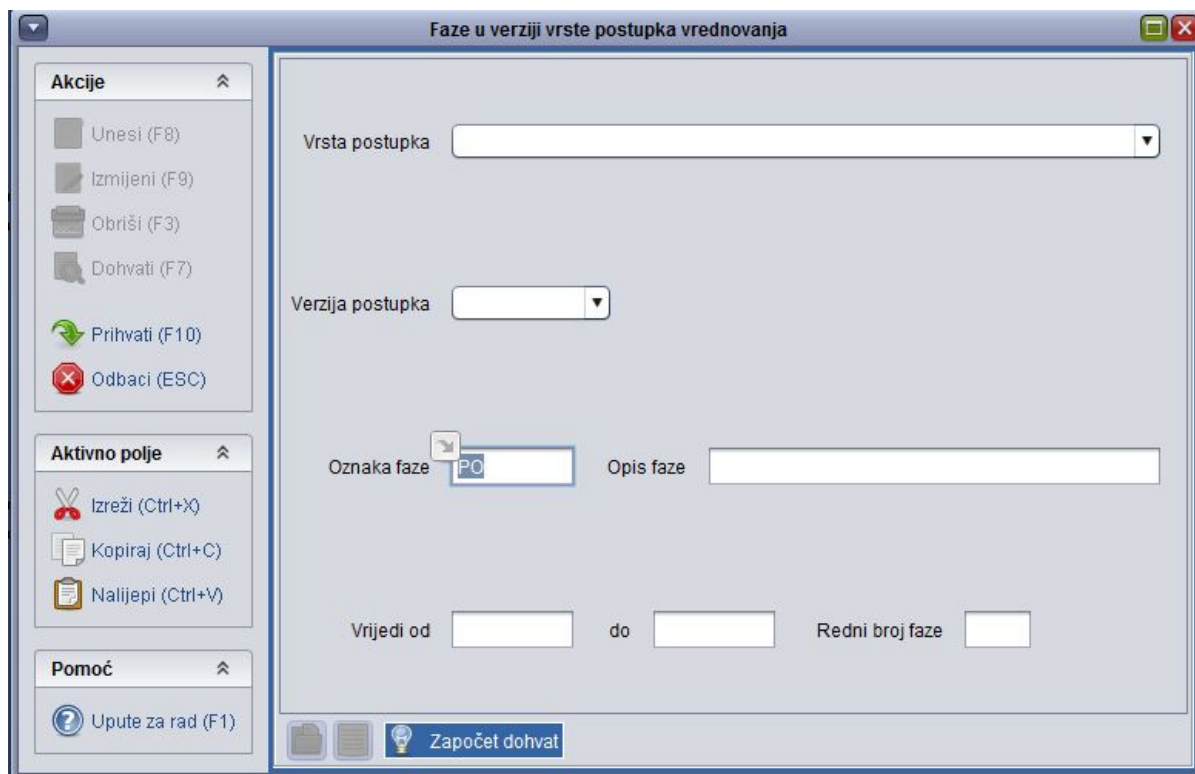 Faze u verziji vrste postupka vrednovanja
Akcije
Unesi (F8)
Izmijeni (F9)
Obriši (F3)
Dohvati (F7)
Prihvati (F10)
Odbaci (ESC)
Aktivno polje
Izreži (Ctrl+X)
Kopiraj (Ctrl+C)
Nalijepi (Ctrl+V)
Pomoć
Upute za rad (F1)
Vrsta postupka
Verzija postupka
Oznaka faze PO Opis faze
Vrijedi od do Redni broj faze
Započet dohvat